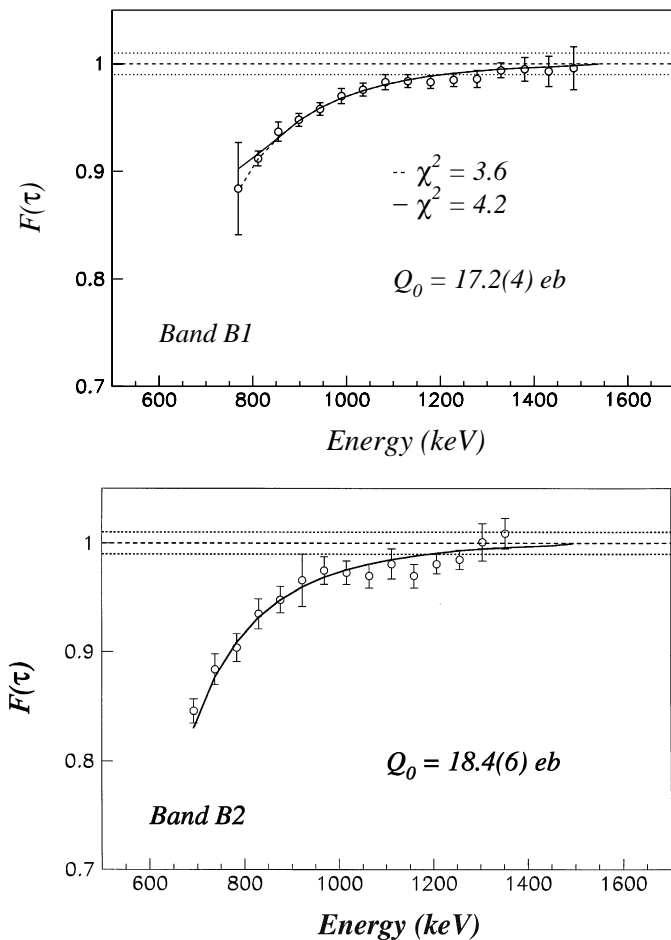 F(τ)
1
0.9
0.8
0.7
-- χ² = 3.6
– χ² = 4.2
Q₀ = 17.2(4) eb
Band B1
600 800 1000 1200 1400 1600
Energy (keV)
F(τ)
1
0.9
0.8
0.7
Q₀ = 18.4(6) eb
Band B2
600 800 1000 1200 1400 1600
Energy (keV)